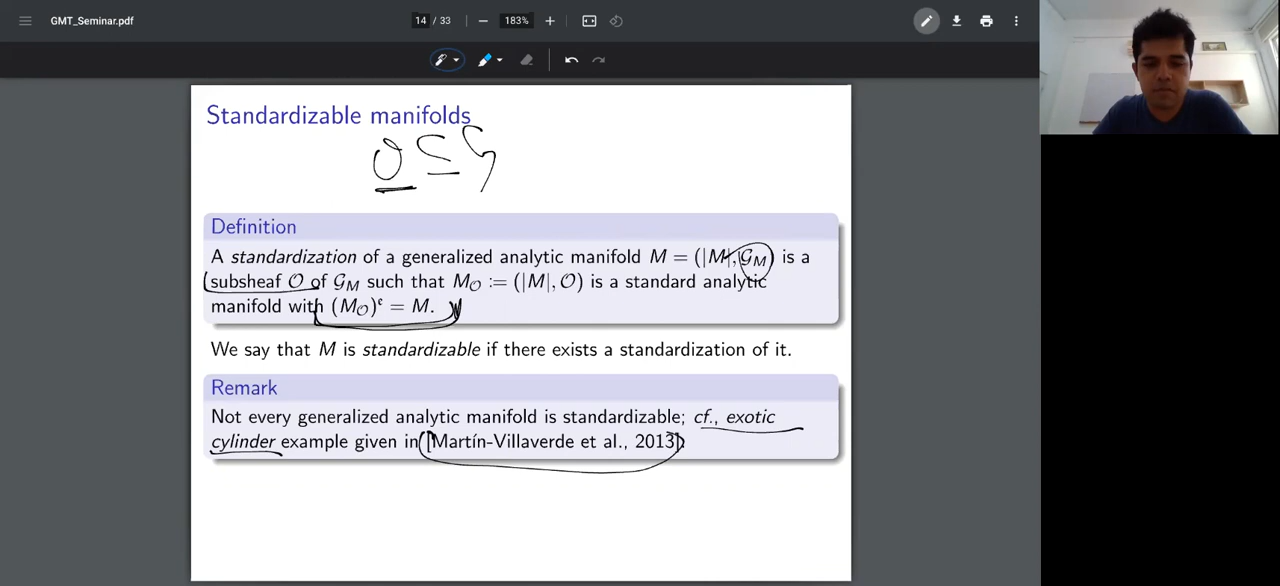 GMT_Seminar.pdf
14 / 33
183%
Standardizable manifolds
𝒪 ⊆ 𝒢
Definition
A standardization of a generalized analytic manifold M = (|M|, 𝒢_M) is a
subsheaf 𝒪 of 𝒢_M such that M_𝒪 := (|M|, 𝒪) is a standard analytic
manifold with (M_𝒪)^𝔢 = M.
We say that M is standardizable if there exists a standardization of it.
Remark
Not every generalized analytic manifold is standardizable; cf., exotic
cylinder example given in [Martín-Villaverde et al., 2013].